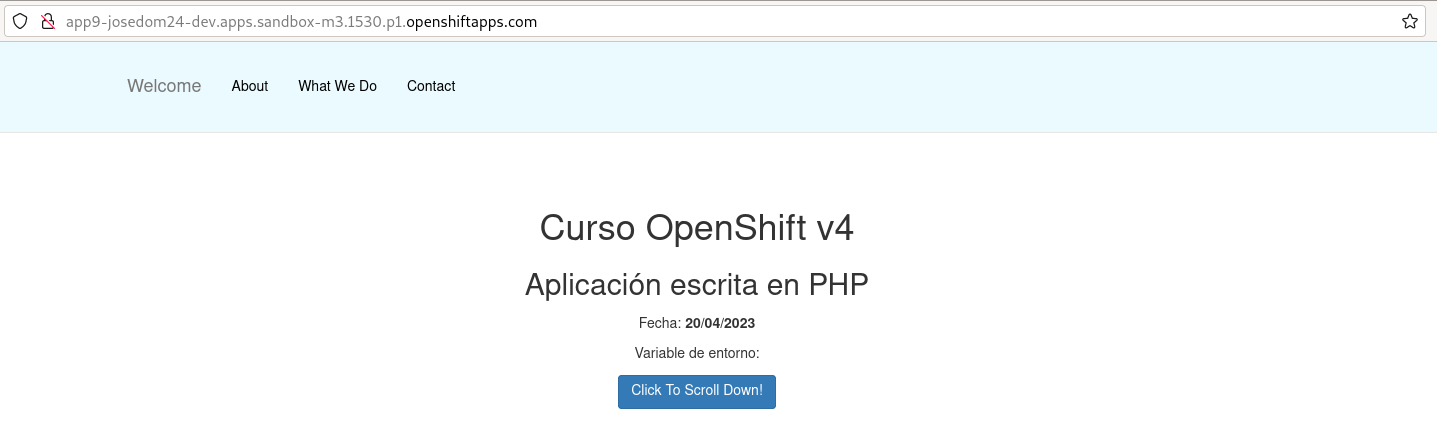 app9-josedom24-dev.apps.sandbox-m3.1530.p1.openshiftapps.com
Welcome About What We Do Contact
Curso OpenShift v4
Aplicación escrita en PHP
Fecha: 20/04/2023
Variable de entorno:
Click To Scroll Down!